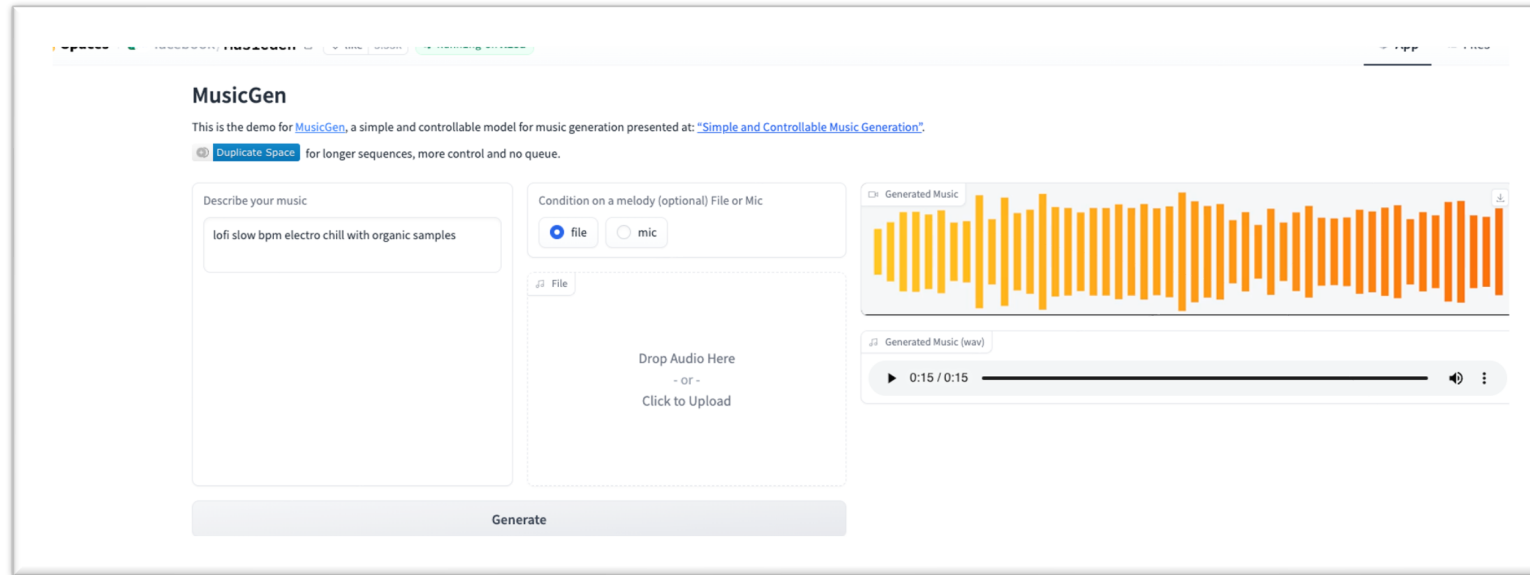 MusicGen
This is the demo for MusicGen, a simple and controllable model for music generation presented at: “Simple and Controllable Music Generation”.
Duplicate Space for longer sequences, more control and no queue.
Describe your music
lofi slow bpm electro chill with organic samples
Condition on a melody (optional) File or Mic
file
mic
File
Drop Audio Here
- or -
Click to Upload
Generate
Generated Music
Generated Music (wav)
0:15 / 0:15